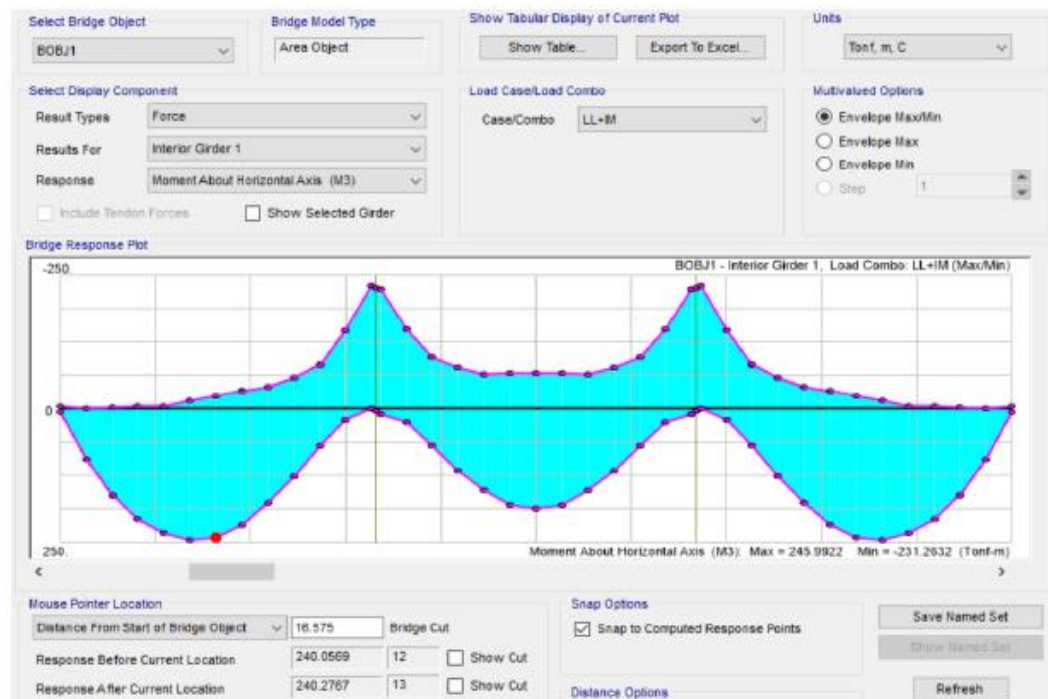 Select Bridge Object
BOBJ1
Bridge Model Type
Area Object
Show Tabular Display of Current Plot
Show Table...
Export To Excel...
Units
Tonf, m, C
Select Display Component
Result Types
Force
Results For
Interior Girder 1
Response
Moment About Horizontal Axis (M3)
Include Tendon Forces
Show Selected Girder
Load Case/Load Combo
Case/Combo
LL+IM
Multivalued Options
Envelope Max/Min
Envelope Max
Envelope Min
Step
1
Bridge Response Plot
-250.
BOBJ1 - Interior Girder 1, Load Combo: LL+IM (Max/Min)
0
250.
Moment About Horizontal Axis (M3): Max = 245.9922 Min = -231.2632 (Tonf-m)
Mouse Pointer Location
Distance From Start of Bridge Object
16.575
Bridge Cut
Response Before Current Location
240.0569
12
Show Cut
Response After Current Location
240.2767
13
Show Cut
Snap Options
Snap to Computed Response Points
Distance Options
Save Named Set
Show Named Set
Refresh